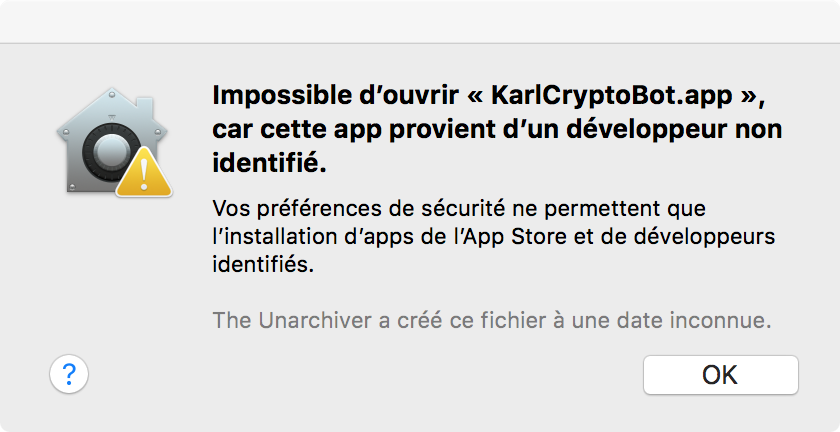 Impossible d’ouvrir « KarlCryptoBot.app »,
car cette app provient d’un développeur non
identifié.
Vos préférences de sécurité ne permettent que
l’installation d’apps de l’App Store et de développeurs
identifiés.
The Unarchiver a créé ce fichier à une date inconnue.
?
OK